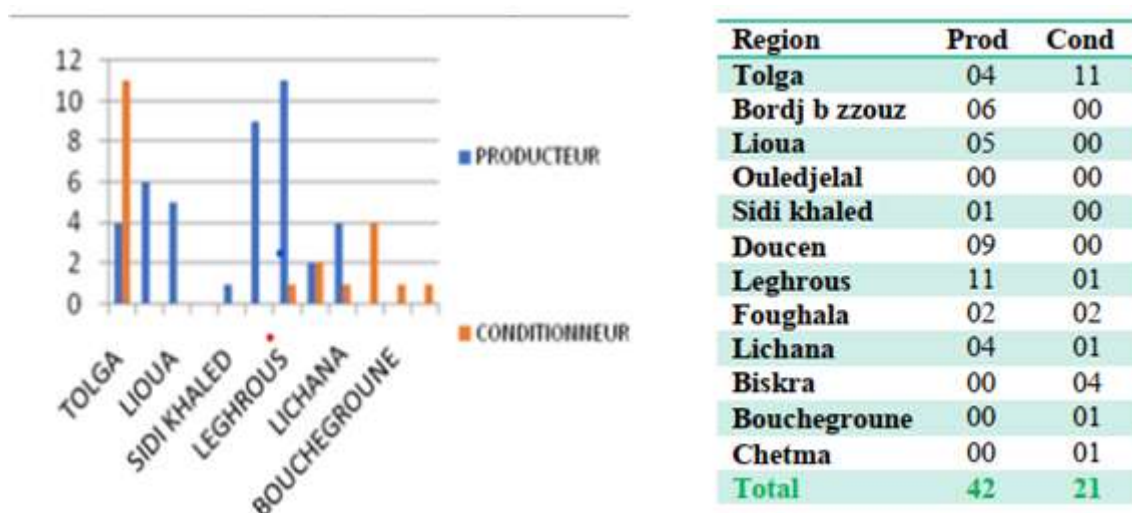 12
10
8
6
4
2
0
TOLGA
LIOUA
SIDI KHALED
LEGHROUS
LICHANA
BOUCHEGROUNE
PRODUCTEUR
CONDITIONNEUR
Region Prod Cond
Tolga 04 11
Bordj b zzouz 06 00
Lioua 05 00
Ouledjelal 00 00
Sidi khaled 01 00
Doucen 09 00
Leghrous 11 01
Foughala 02 02
Lichana 04 01
Biskra 00 04
Bouchegroune 00 01
Chetma 00 01
Total 42 21